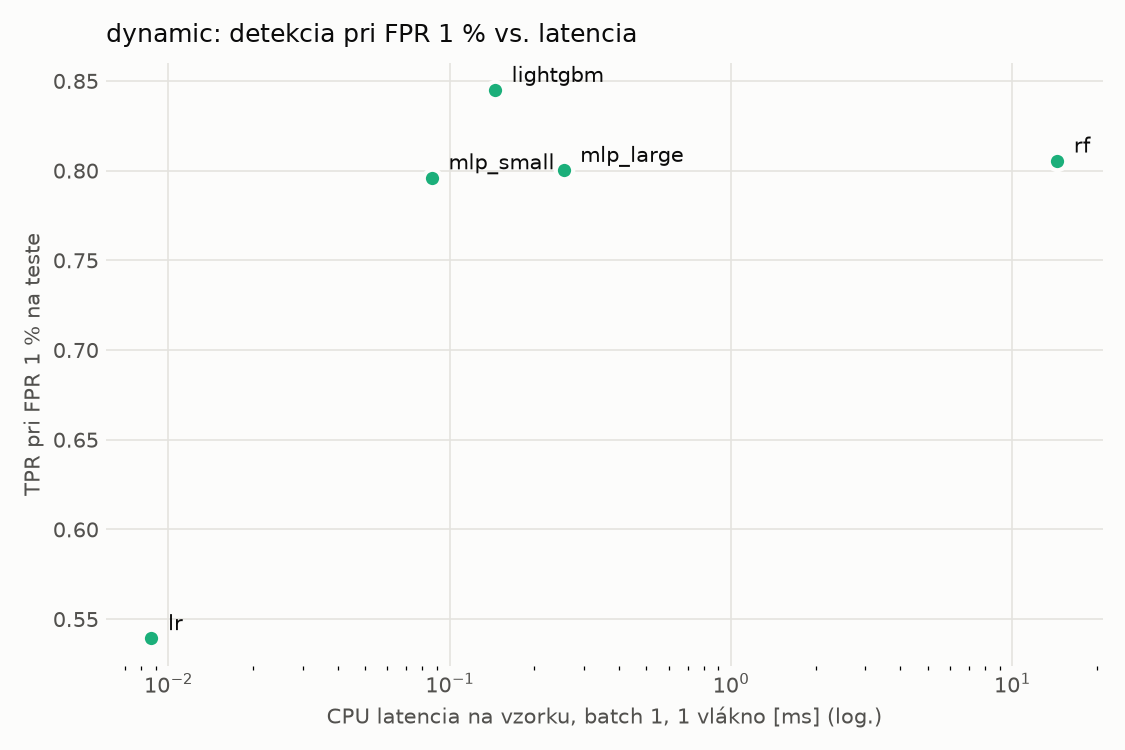 dynamic: detekcia pri FPR 1 % vs. latencia
TPR pri FPR 1 % na teste
0.85
0.80
0.75
0.70
0.65
0.60
0.55
lightgbm
mlp_small
mlp_large
rf
lr
10⁻²
10⁻¹
10⁰
10¹
CPU latencia na vzorku, batch 1, 1 vlákno [ms] (log.)